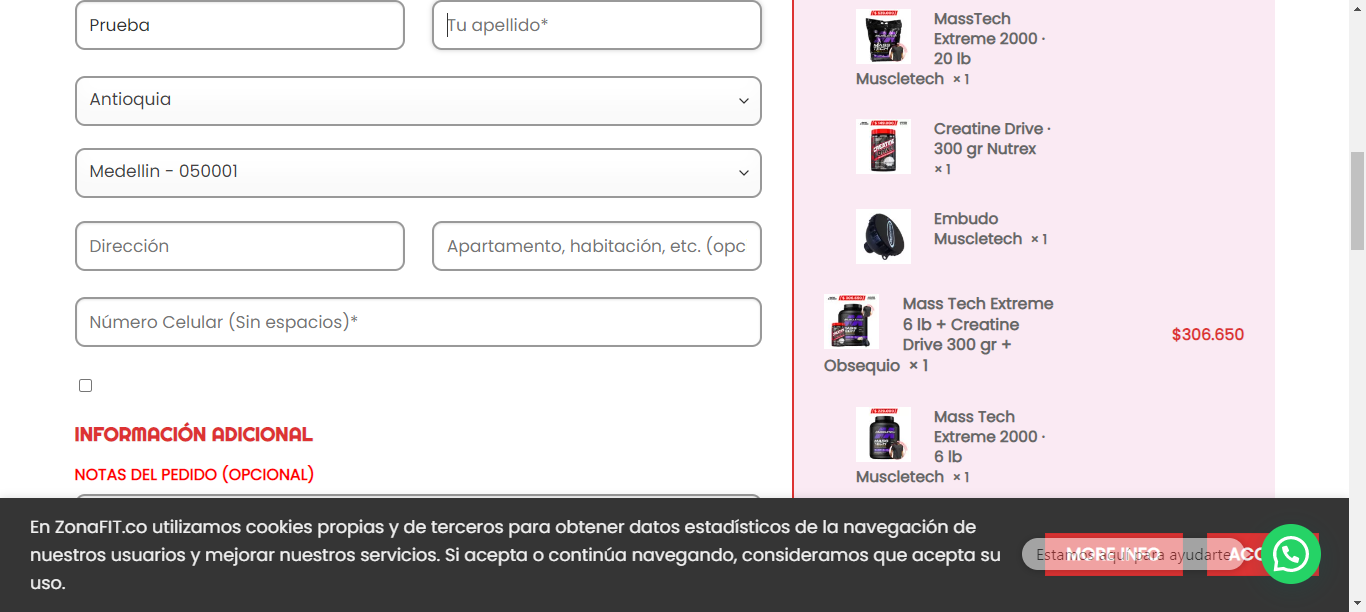 Prueba
Tu apellido*
Antioquia
Medellin - 050001
Dirección
Apartamento, habitación, etc. (opc
Número Celular (Sin espacios)*
INFORMACIÓN ADICIONAL
NOTAS DEL PEDIDO (OPCIONAL)
MassTech
Extreme 2000 ·
20 lb
Muscletech × 1
Creatine Drive ·
300 gr Nutrex
× 1
Embudo
Muscletech × 1
Mass Tech Extreme
6 lb + Creatine
Drive 300 gr +
Obsequio × 1
$306.650
Mass Tech
Extreme 2000 ·
6 lb
Muscletech × 1
En ZonaFIT.co utilizamos cookies propias y de terceros para obtener datos estadísticos de la navegación de
nuestros usuarios y mejorar nuestros servicios. Si acepta o continúa navegando, consideramos que acepta su
uso.
MORE INFO
ACC
Estamos aquí para ayudarte